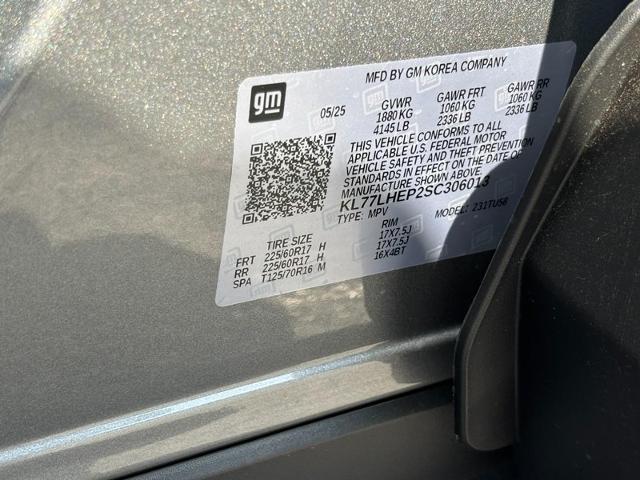 MFD BY GM KOREA COMPANY
gm
05/25 GVWR GAWR FRT GAWR RR
1880 KG 1060 KG 1060 KG
4145 LB 2336 LB 2336 LB
THIS VEHICLE CONFORMS TO ALL
APPLICABLE U.S. FEDERAL MOTOR
VEHICLE SAFETY AND THEFT PREVENTION
STANDARDS IN EFFECT ON THE DATE OF
MANUFACTURE SHOWN ABOVE.
KL77LHEP2SC306013
TYPE: MPV MODEL: 231TU58
TIRE SIZE RIM
FRT 225/60R17 H 17X7.5J
RR 225/60R17 H 17X7.5J
SPA T125/70R16 M 16X4BT